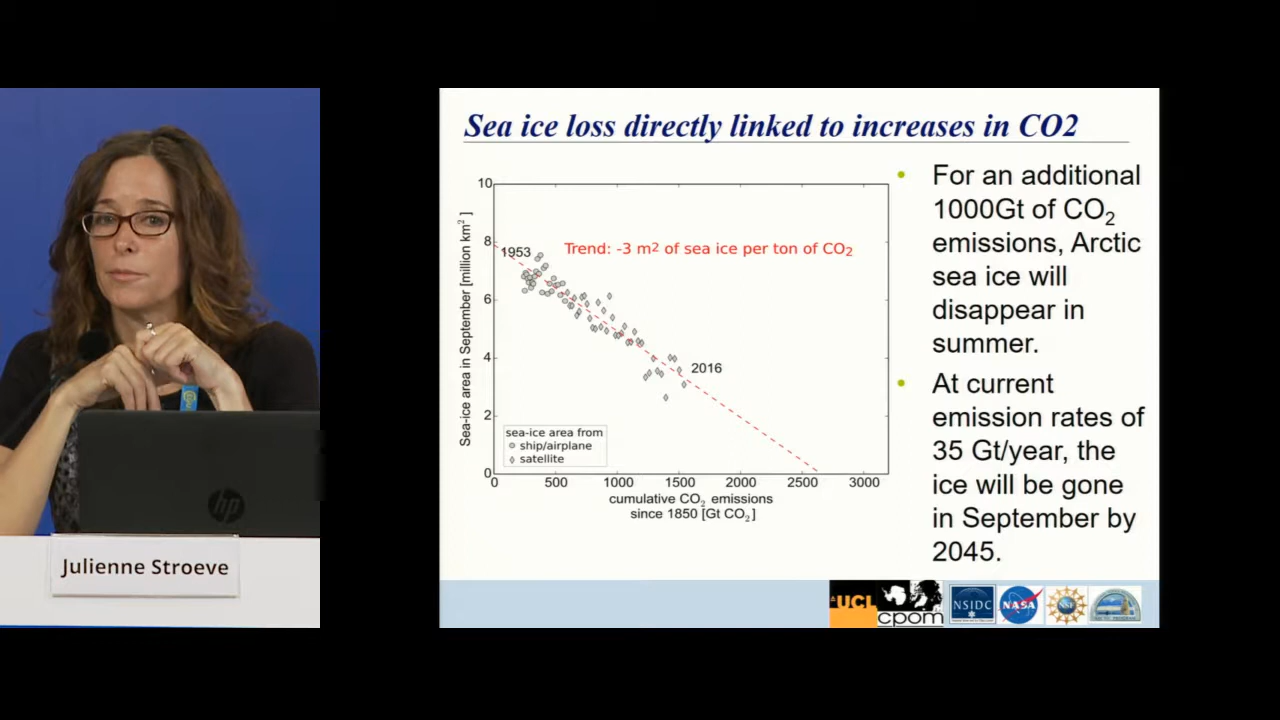 Sea ice loss directly linked to increases in CO2
10
8
6
4
2
0
Sea-ice area in September [million km²]
1953
Trend: -3 m² of sea ice per ton of CO₂
2016
sea-ice area from
ship/airplane
satellite
0 500 1000 1500 2000 2500 3000
cumulative CO₂ emissions
since 1850 [Gt CO₂]
• For an additional
1000Gt of CO₂
emissions, Arctic
sea ice will
disappear in
summer.
• At current
emission rates of
35 Gt/year, the
ice will be gone
in September by
2045.
hp
Julienne Stroeve
UCL
cpom
NSIDC
NASA
NSF